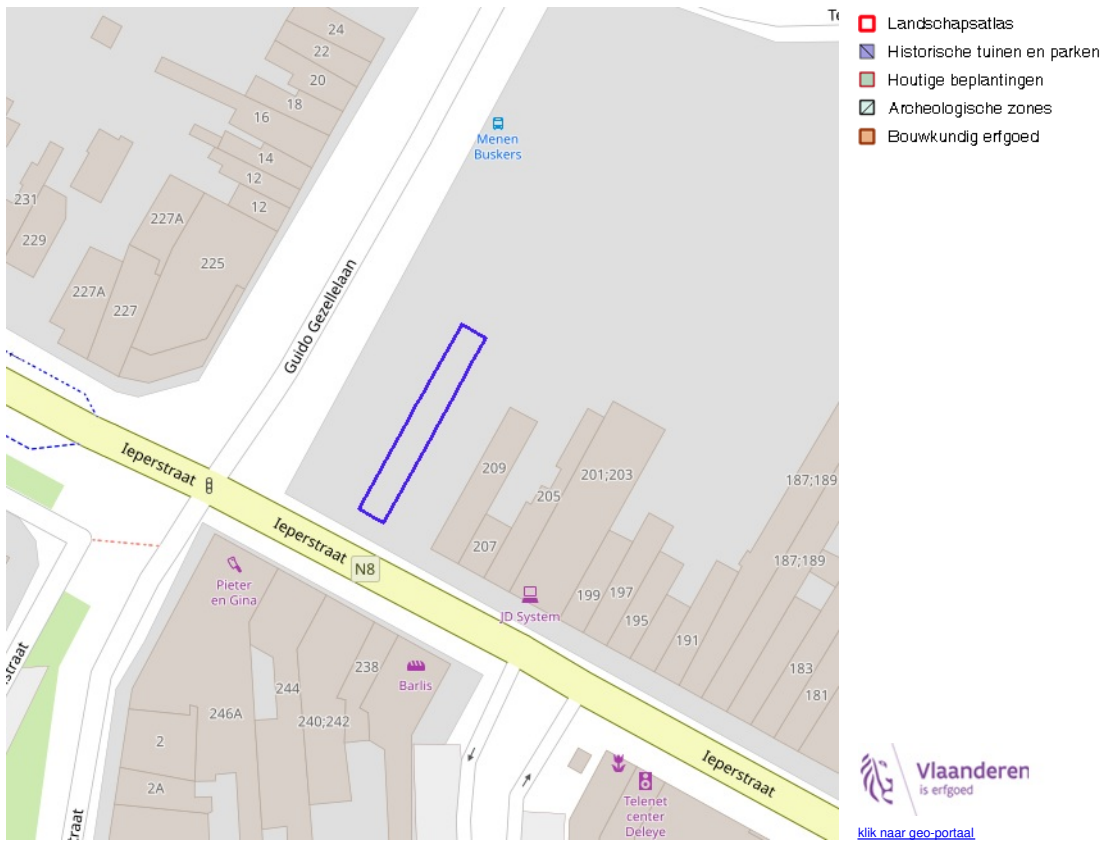 24
22
20
18
16
14
12
12
Te
Menen
Buskers
231
229
227A
225
227A
227
Guido Gezellelaan
Ieperstraat
Ieperstraat
N8
Ieperstraat
209
207
205
201;203
199
197
195
191
187;189
187;189
183
181
JD System
Pieter
en Gina
Barlis
238
244
240;242
246A
2
2A
straat
traat
Telenet
center
Deleye
Landschapsatlas
Historische tuinen en parken
Houtige beplantingen
Archeologische zones
Bouwkundig erfgoed
Vlaanderen
is erfgoed
klik naar geo-portaal